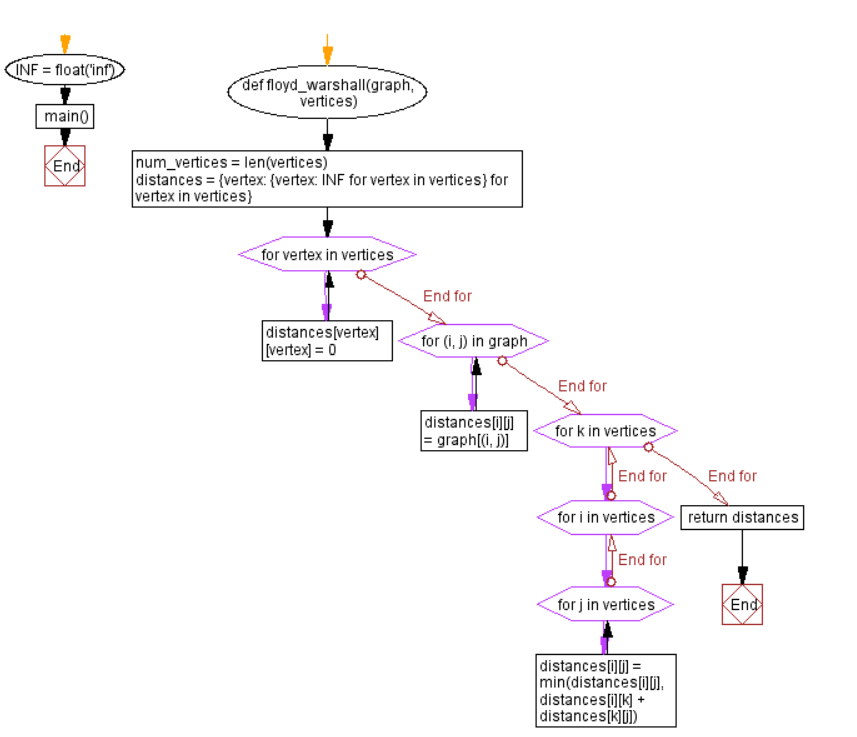 INF = float('inf')
main()
End
def floyd_warshall(graph,
vertices)
num_vertices = len(vertices)
distances = {vertex: {vertex: INF for vertex in vertices} for
vertex in vertices}
for vertex in vertices
End for
distances[vertex]
[vertex] = 0
for (i, j) in graph
End for
distances[i][j]
= graph[(i, j)]
for k in vertices
End for
End for
for i in vertices
return distances
End for
for j in vertices
End
distances[i][j] =
min(distances[i][j],
distances[i][k] +
distances[k][j])